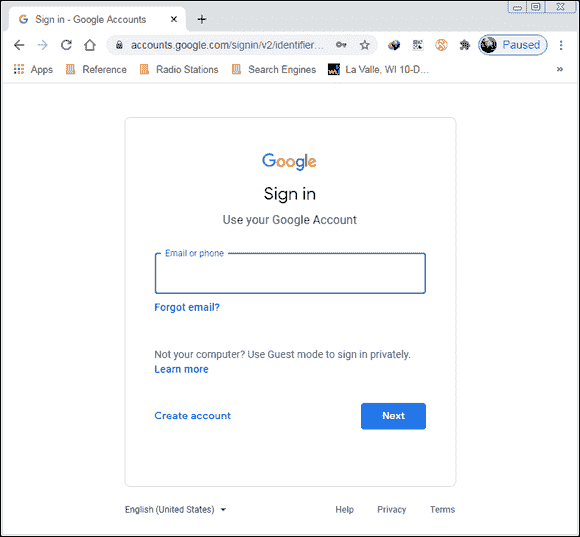 Sign in - Google Accounts
accounts.google.com/signin/v2/identifier...
Paused
Apps Reference Radio Stations Search Engines La Valle, WI 10-D...
Google
Sign in
Use your Google Account
Email or phone
Forgot email?
Not your computer? Use Guest mode to sign in privately.
Learn more
Create account Next
English (United States) Help Privacy Terms